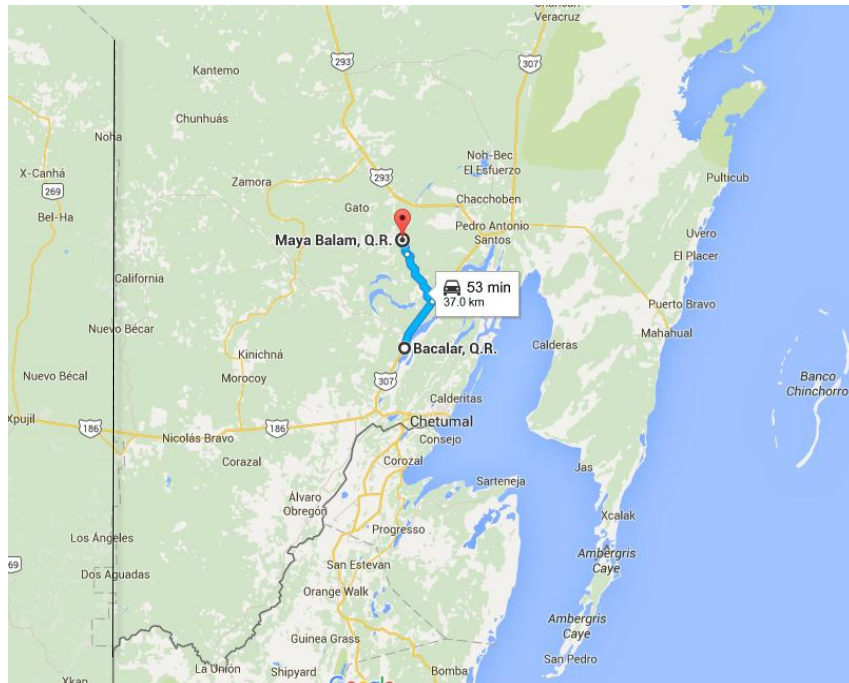 Chunhan
Veracruz
307
293
Kantemo
Chunhuás
Noha
X-Canhá
269
Bel-Ha
Noh-Bec
El Esfuerzo
293
Zamora
Pulticub
Chacchoben
Gato
Pedro Antonio
Santos
Uvero
Maya Balam, Q.R.
El Placer
California
53 min
37.0 km
Puerto Bravo
Mahahual
Nuevo Bécar
Calderas
Bacalar, Q.R.
Kinichná
Nuevo Bécal
Morocoy
307
Banco
Chinchorro
Calderitas
Xpujil
186
Nicolás Bravo
186
Chetumal
Consejo
Corazal
Corozal
Jas
Sarteneja
Álvaro
Obregón
Xcalak
Progresso
Los Ángeles
Ambergris
Caye
69
Dos Aguadas
San Estevan
Orange Walk
Ambergris
Caye
Guinea Grass
San Pedro
La Unión
Shipyard
Bomba
Xkan
Google